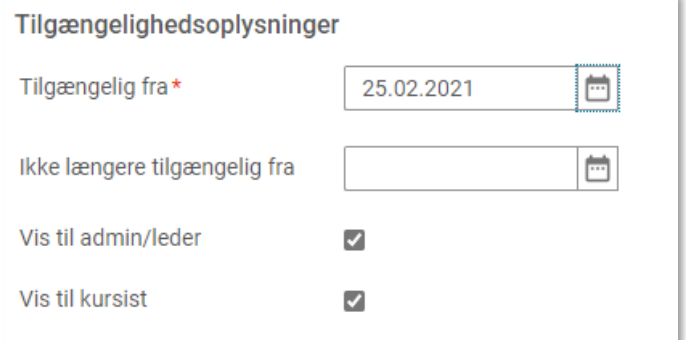 Tilgængelighedsoplysninger
Tilgængelig fra*
25.02.2021
Ikke længere tilgængelig fra
Vis til admin/leder
Vis til kursist